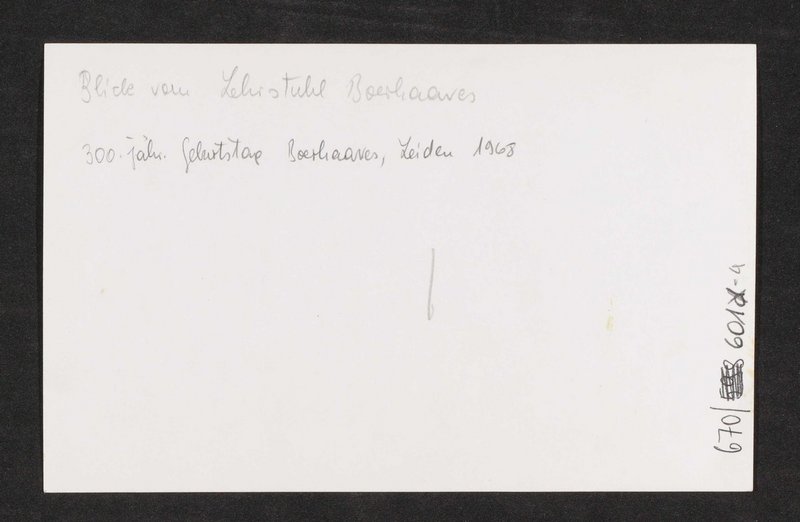 Blick vom Lehrstuhl Boerhaaves
300. jähr. Geburtstag Boerhaaves, Leiden 1968
670/ 601 -a